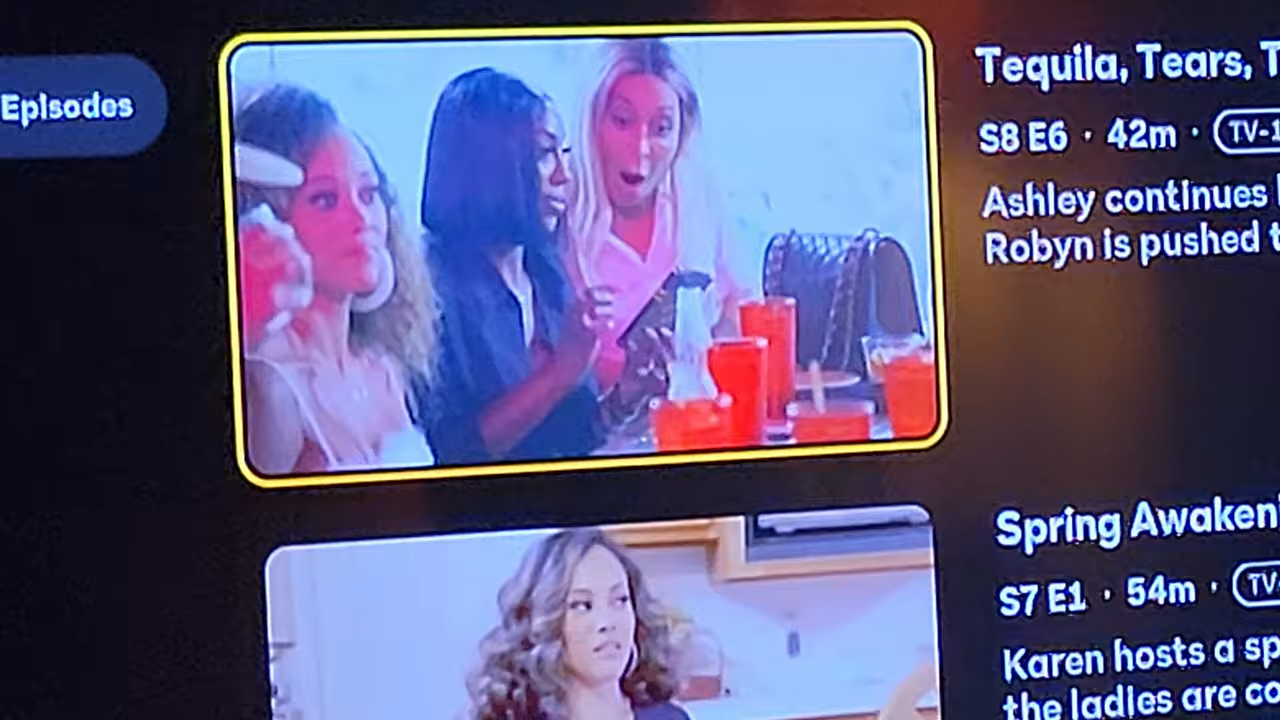 Episodes
Tequila, Tears, T
S8 E6 · 42m · TV-1
Ashley continues
Robyn is pushed t
Spring Awaken
S7 E1 · 54m · TV-
Karen hosts a sp
the ladies are co